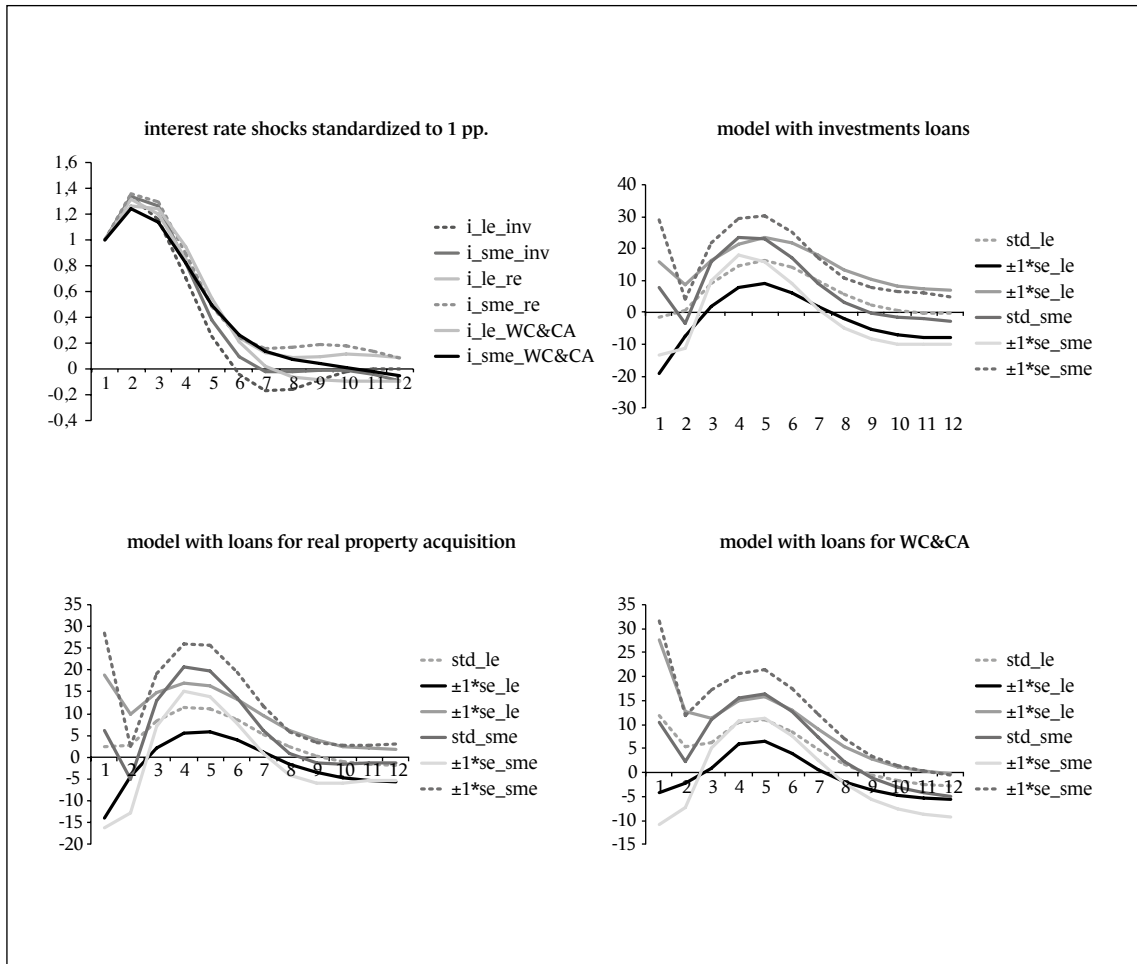 interest rate shocks standardized to 1 pp.
1,6
1,4
1,2
1,0
0,8
0,6
0,4
0,2
0
-0,2
-0,4
1 2 3 4 5 6 7 8 9 10 11 12
i_le_inv
i_sme_inv
i_le_re
i_sme_re
i_le_WC&CA
i_sme_WC&CA
model with investments loans
40
30
20
10
0
-10
-20
-30
1 2 3 4 5 6 7 8 9 10 11 12
std_le
±1*se_le
±1*se_le
std_sme
±1*se_sme
±1*se_sme
model with loans for real property acquisition
35
30
25
20
15
10
5
0
-5
-10
-15
-20
1 2 3 4 5 6 7 8 9 10 11 12
std_le
±1*se_le
±1*se_le
std_sme
±1*se_sme
±1*se_sme
model with loans for WC&CA
35
30
25
20
15
10
5
0
-5
-10
-15
1 2 3 4 5 6 7 8 9 10 11 12
std_le
±1*se_le
±1*se_le
std_sme
±1*se_sme
±1*se_sme